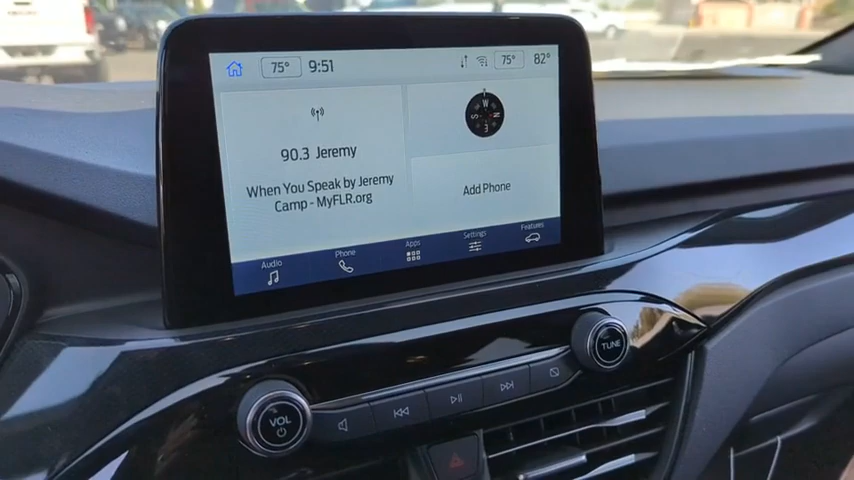 75° 9:51 75° 82°
90.3 Jeremy
When You Speak by Jeremy
Camp - MyFLR.org
W
S N
E
Add Phone
Audio Phone Apps Settings Features
VOL
TUNE